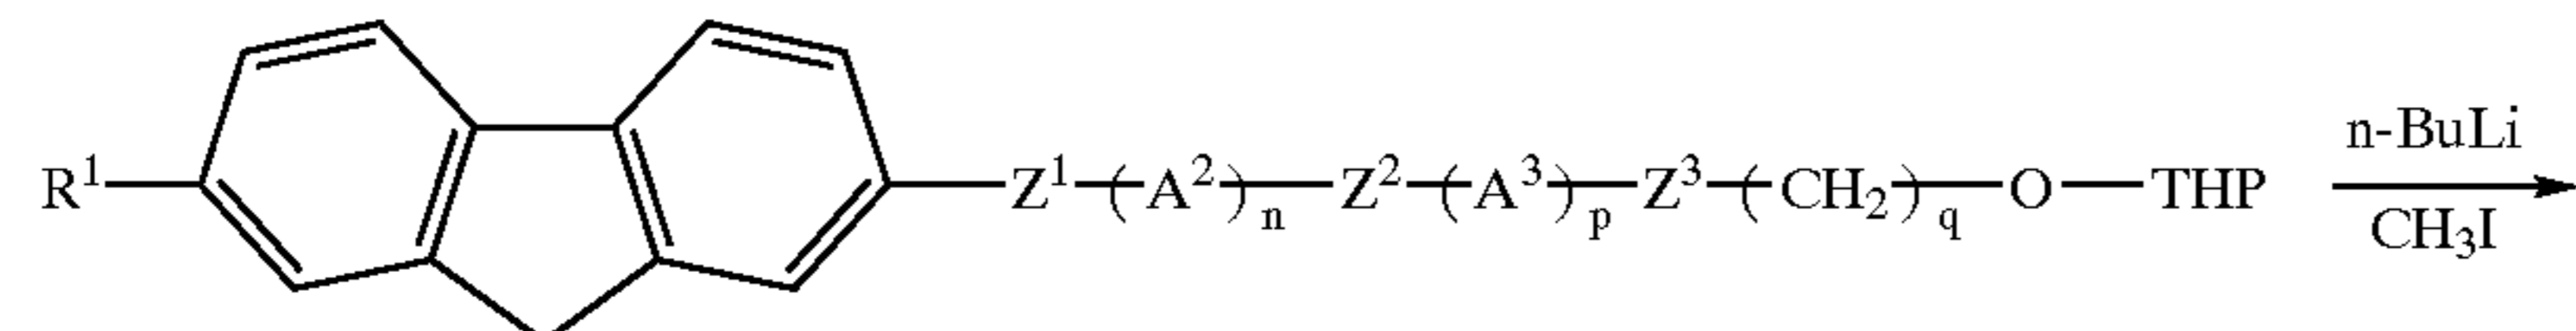 R¹ Z¹ (A²)ₙ Z² (A³)ₚ Z³ (CH₂)q O THP n-BuLi
CH₃I